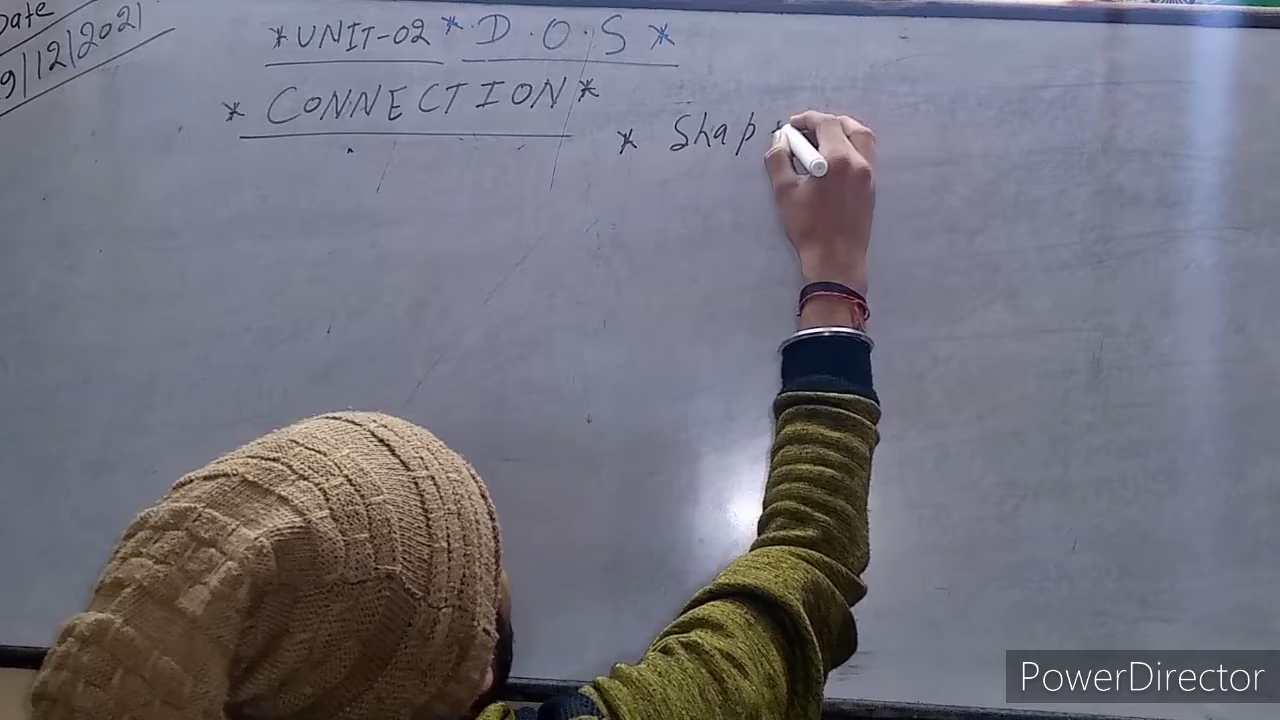 Date
9/12/2021
*UNIT-02 * D.O.S *
* CONNECTION *
* Shap
PowerDirector